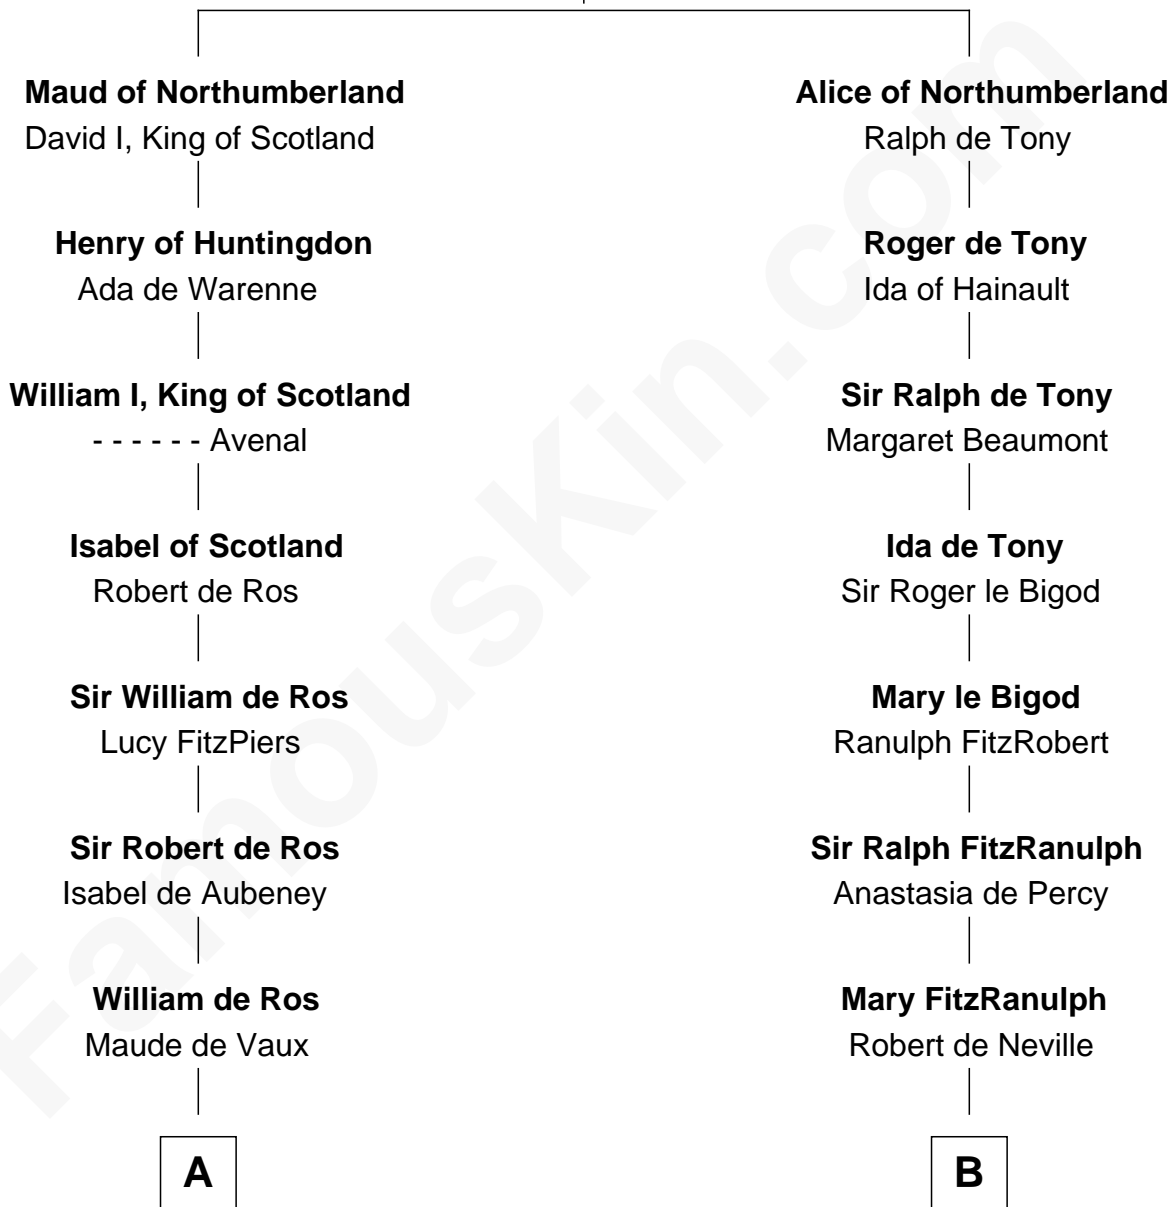 Maud of Northumberland
David I, King of Scotland
Henry of Huntingdon
Ada de Warenne
William I, King of Scotland
- - - - - - Avenal
Isabel of Scotland
Robert de Ros
Sir William de Ros
Lucy FitzPiers
Sir Robert de Ros
Isabel de Aubeney
William de Ros
Maude de Vaux
A
Alice of Northumberland
Ralph de Tony
Roger de Tony
Ida of Hainault
Sir Ralph de Tony
Margaret Beaumont
Ida de Tony
Sir Roger le Bigod
Mary le Bigod
Ranulph FitzRobert
Sir Ralph FitzRanulph
Anastasia de Percy
Mary FitzRanulph
Robert de Neville
B
FamousKin.com